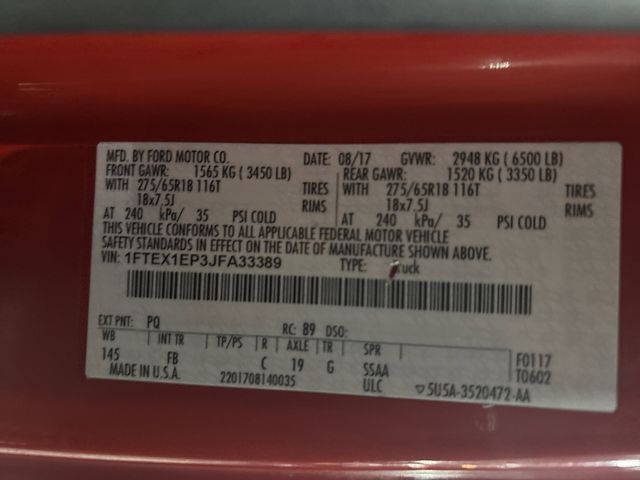 MFD. BY FORD MOTOR CO. DATE: 08/17 GVWR: 2948 KG ( 6500 LB)
FRONT GAWR: 1565 KG ( 3450 LB) REAR GAWR: 1520 KG ( 3350 LB)
WITH 275/65R18 116T TIRES WITH 275/65R18 116T TIRES
18x7.5J RIMS 18x7.5J RIMS
AT 240 kPa/ 35 PSI COLD AT 240 kPa/ 35 PSI COLD
THIS VEHICLE CONFORMS TO ALL APPLICABLE FEDERAL MOTOR VEHICLE
SAFETY STANDARDS IN EFFECT ON THE DATE OF MANUFACTURE SHOWN ABOVE.
VIN: 1FTEX1EP3JFA33389 TYPE: Truck
EXT PNT: PQ RC: 89 DSO:
WB INT TR TP/PS R AXLE TR SPR F0117
145 FB C 19 G SSAA T0602
MADE IN U.S.A. 2201708140035 ULC ▽5U5A-3520472-AA